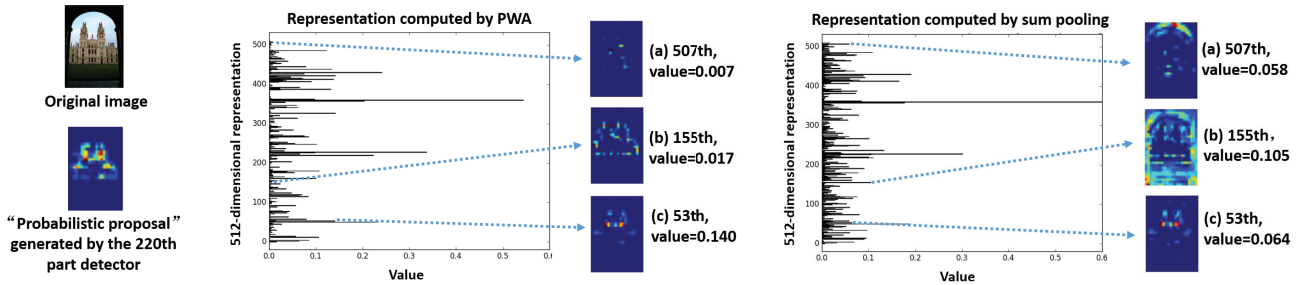 Original image
“Probabilistic proposal”
generated by the 220th
part detector
Representation computed by PWA
512-dimensional representation
500
400
300
200
100
0
0.0 0.1 0.2 0.3 0.4 0.5 0.6
Value
(a) 507th,
value=0.007
(b) 155th,
value=0.017
(c) 53th,
value=0.140
Representation computed by sum pooling
512-dimensional representation
500
400
300
200
100
0
0.0 0.1 0.2 0.3 0.4 0.5 0.6
Value
(a) 507th,
value=0.058
(b) 155th，
value=0.105
(c) 53th,
value=0.064